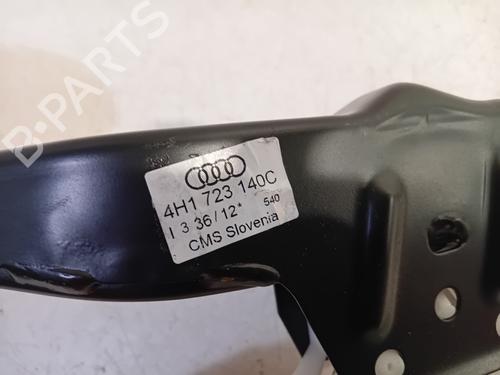 B-PARTS
4H1 723 140C
I 3 36/12* 540
CMS Slovenia